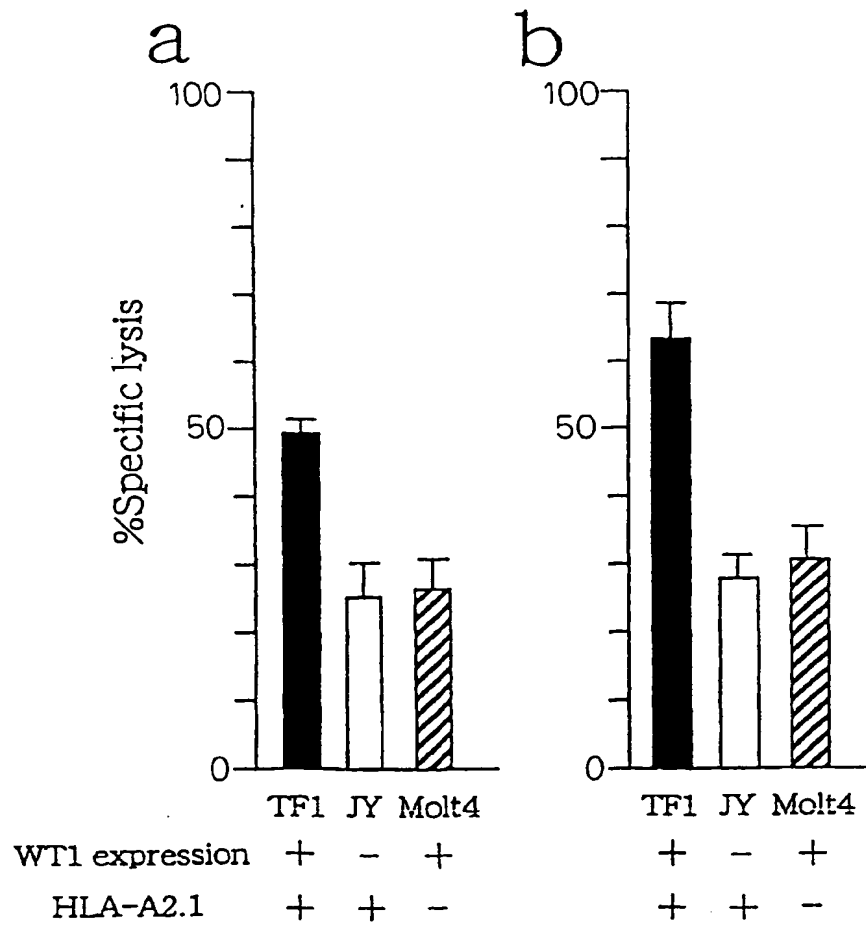 a
b
100
50
0
%Specific lysis
100
50
0
TF1 JY Molt4
TF1 JY Molt4
WT1 expression + − + + − +
HLA-A2.1 + + − + + −